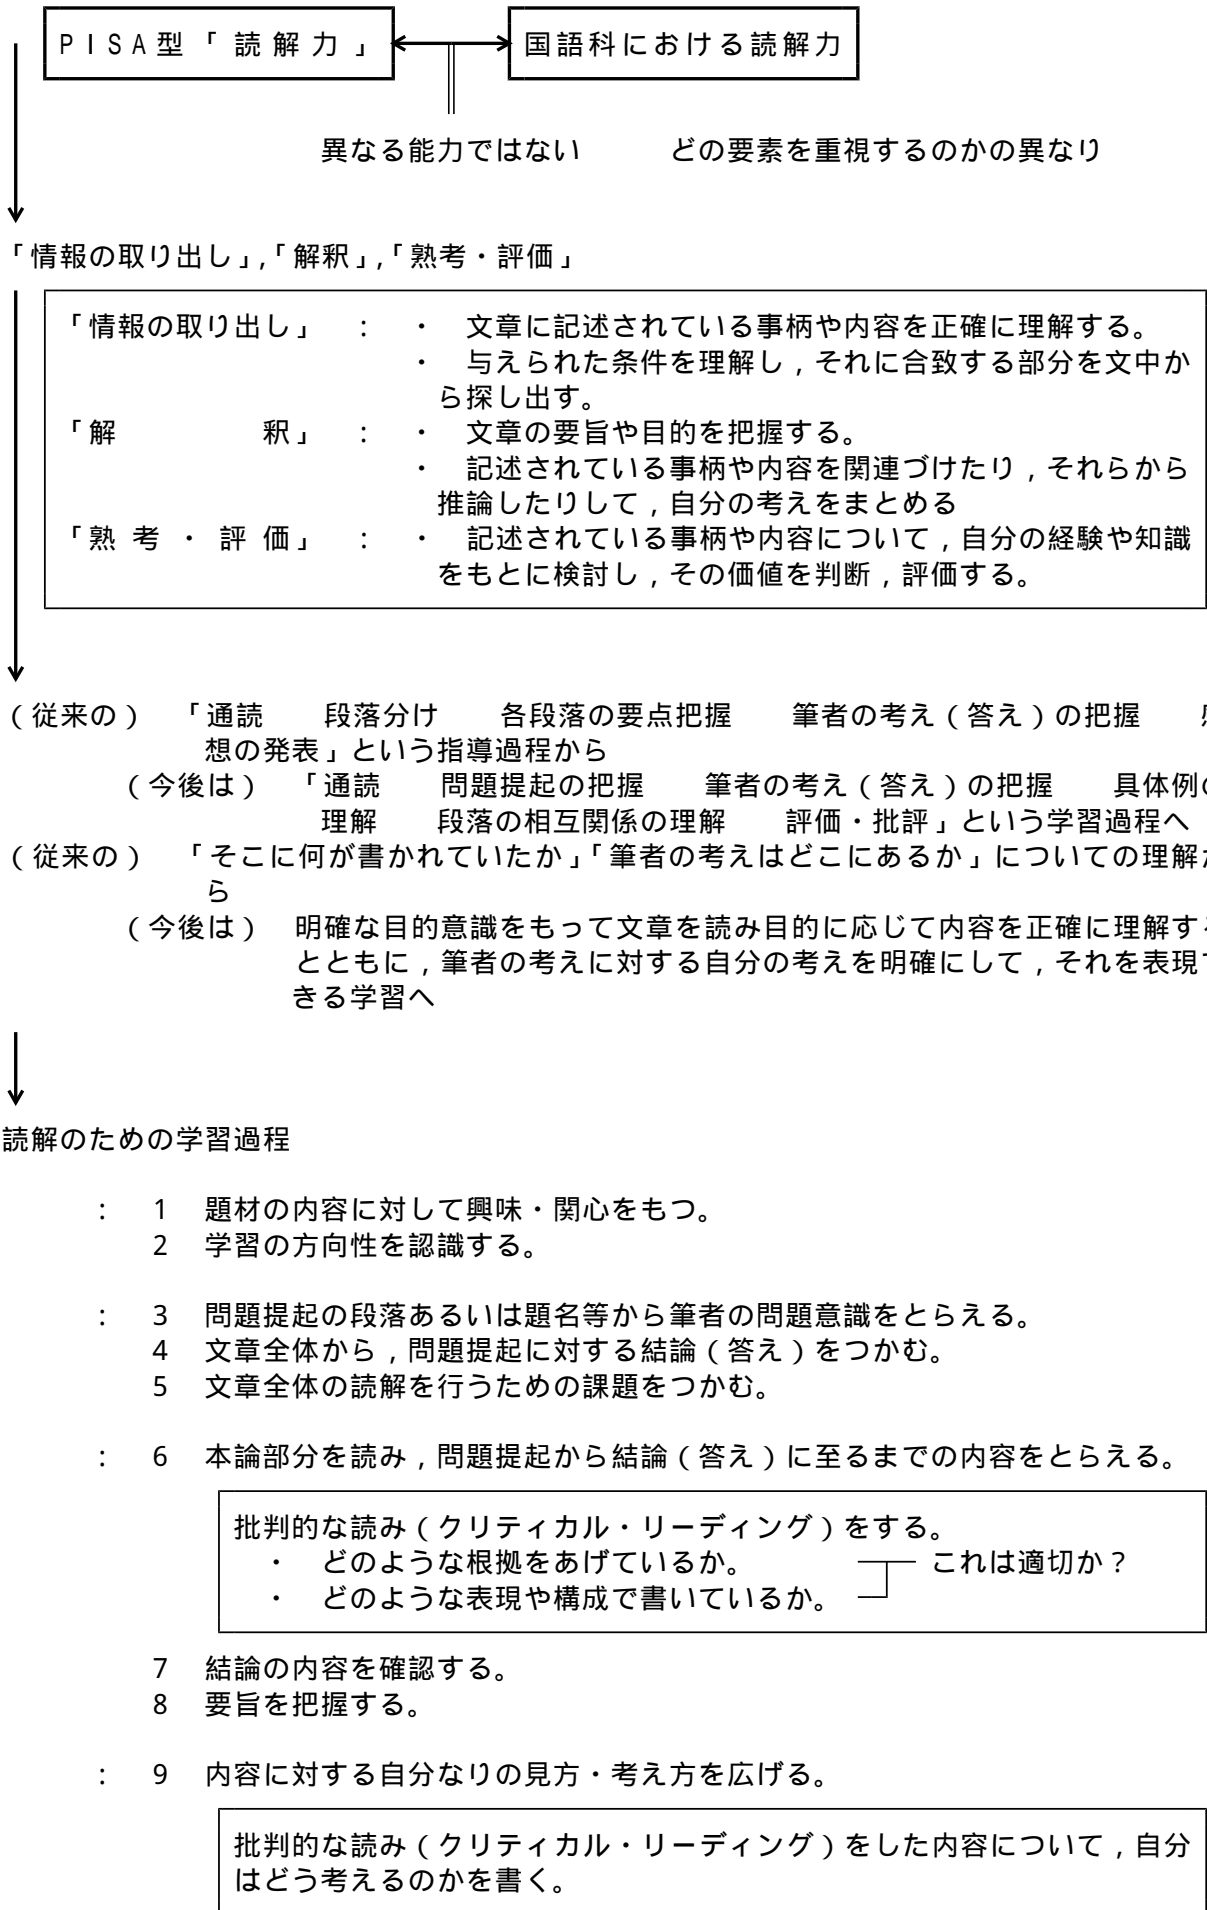 PISA型「読解力」 国語科における読解力
異なる能力ではない　　どの要素を重視するのかの異なり
「情報の取り出し」,「解釈」,「熟考・評価」
「情報の取り出し」　：　・　文章に記述されている事柄や内容を正確に理解する。
・　与えられた条件を理解し，それに合致する部分を文中か
ら探し出す。
「解　　　　　釈」　：　・　文章の要旨や目的を把握する。
・　記述されている事柄や内容を関連づけたり，それらから
推論したりして，自分の考えをまとめる
「熟 考 ・ 評 価」　：　・　記述されている事柄や内容について，自分の経験や知識
をもとに検討し，その価値を判断，評価する。
（従来の）　「通読　　段落分け　　各段落の要点把握　　筆者の考え（答え）の把握
想の発表」という指導過程から
（今後は）　「通読　　問題提起の把握　　筆者の考え（答え）の把握　　具体例の
理解　　段落の相互関係の理解　　評価・批評」という学習過程へ
（従来の）　「そこに何が書かれていたか」「筆者の考えはどこにあるか」についての理解か
ら
（今後は）　明確な目的意識をもって文章を読み目的に応じて内容を正確に理解する
とともに，筆者の考えに対する自分の考えを明確にして，それを表現で
きる学習へ
読解のための学習過程
：　1　題材の内容に対して興味・関心をもつ。
2　学習の方向性を認識する。
：　3　問題提起の段落あるいは題名等から筆者の問題意識をとらえる。
4　文章全体から，問題提起に対する結論（答え）をつかむ。
5　文章全体の読解を行うための課題をつかむ。
：　6　本論部分を読み，問題提起から結論（答え）に至るまでの内容をとらえる。
批判的な読み（クリティカル・リーディング）をする。
・　どのような根拠をあげているか。　　これは適切か？
・　どのような表現や構成で書いているか。
7　結論の内容を確認する。
8　要旨を把握する。
：　9　内容に対する自分なりの見方・考え方を広げる。
批判的な読み（クリティカル・リーディング）をした内容について，自分
はどう考えるのかを書く。